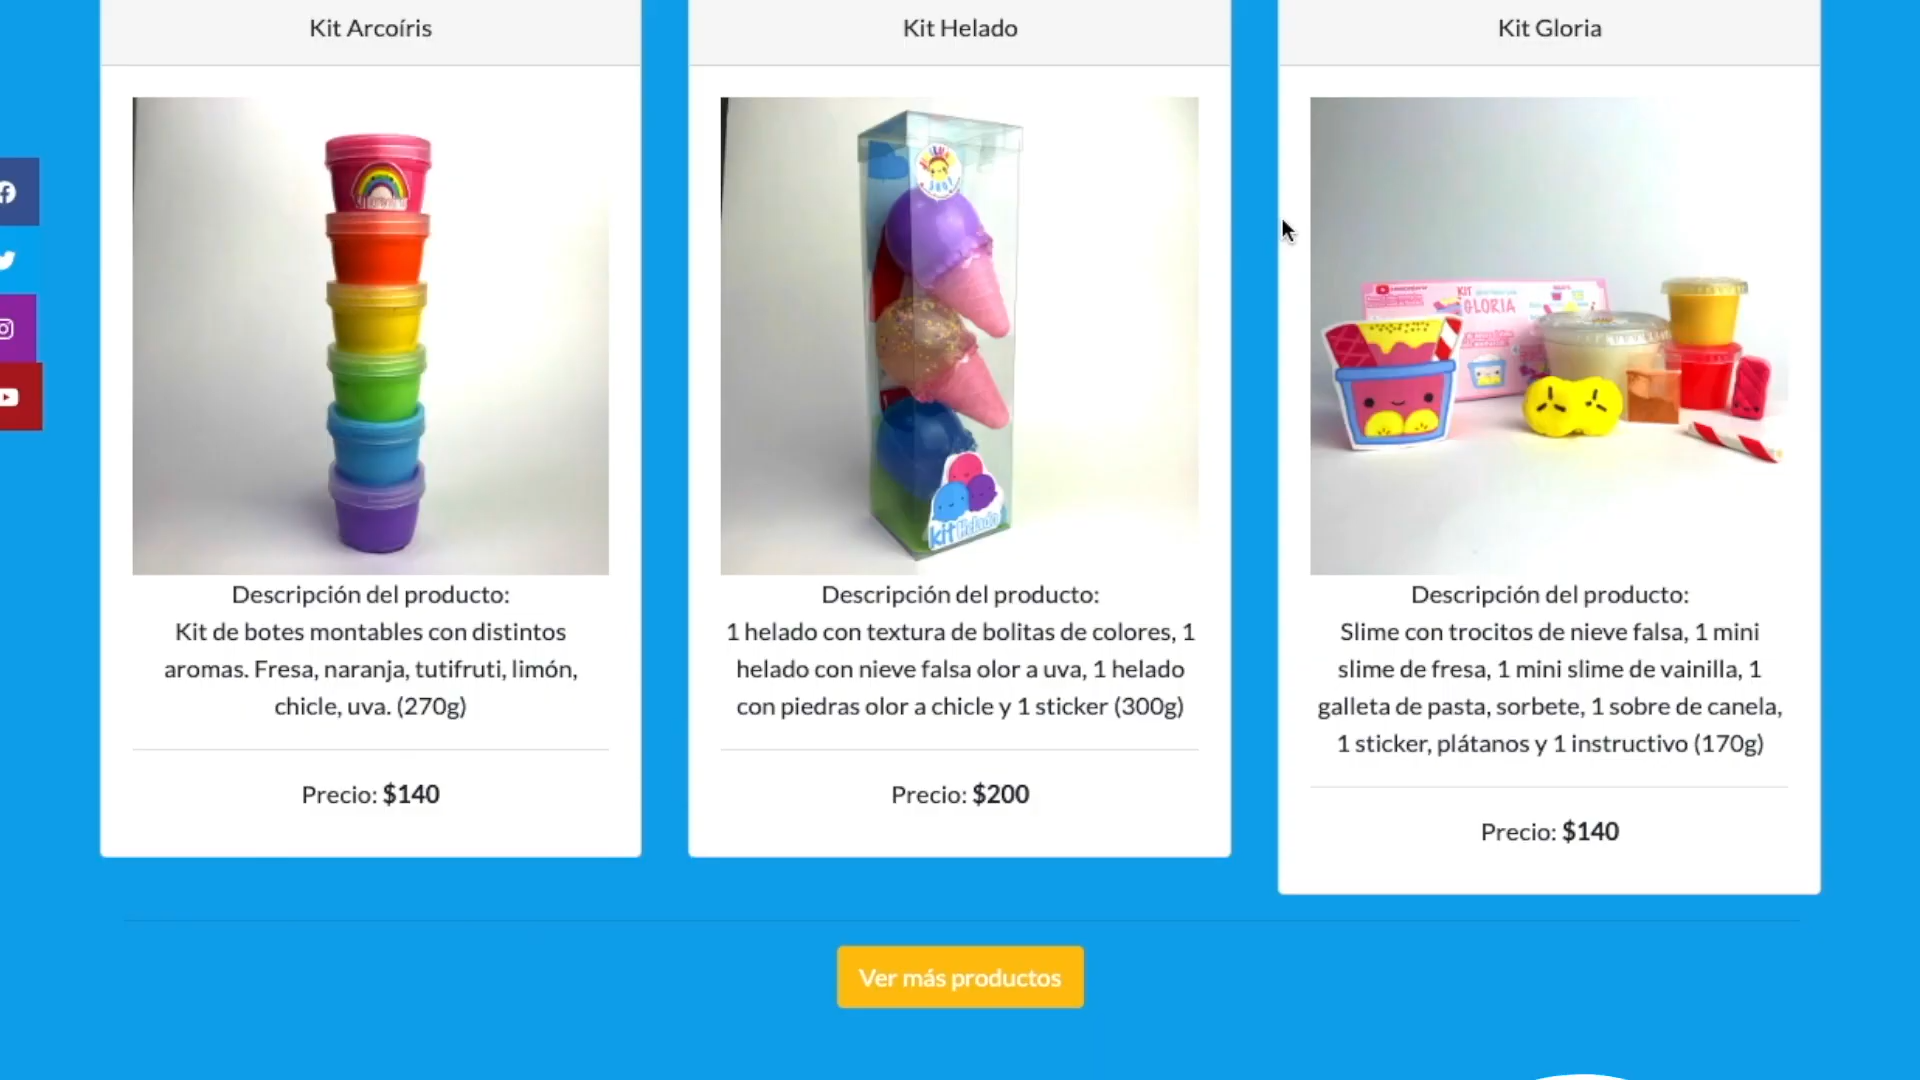 Kit Arcoíris
Descripción del producto:
Kit de botes montables con distintos
aromas. Fresa, naranja, tutifruti, limón,
chicle, uva. (270g)
Precio: $140
Kit Helado
kit Helado
Descripción del producto:
1 helado con textura de bolitas de colores, 1
helado con nieve falsa olor a uva, 1 helado
con piedras olor a chicle y 1 sticker (300g)
Precio: $200
Kit Gloria
KIT
GLORIA
Descripción del producto:
Slime con trocitos de nieve falsa, 1 mini
slime de fresa, 1 mini slime de vainilla, 1
galleta de pasta, sorbete, 1 sobre de canela,
1 sticker, plátanos y 1 instructivo (170g)
Precio: $140
Ver más productos